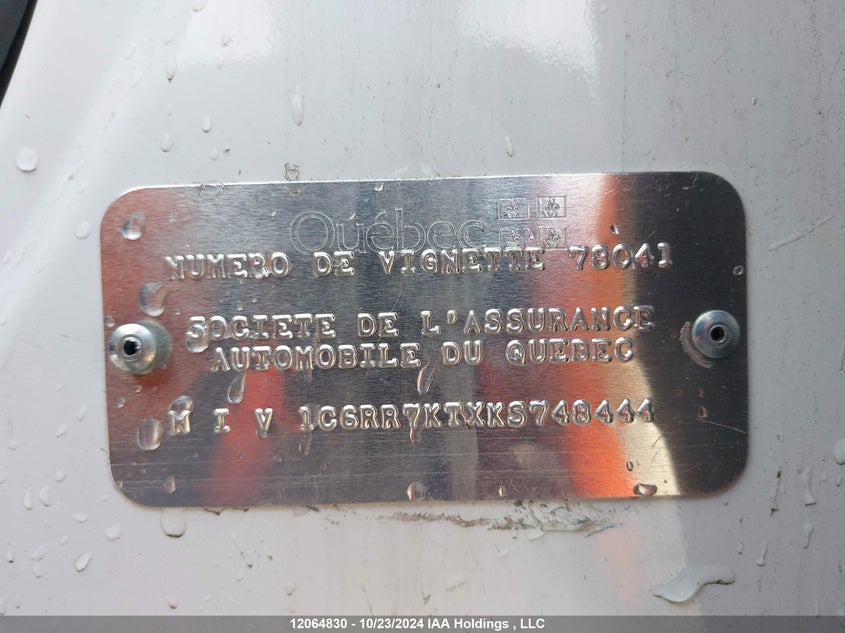 Québec
NUMERO DE VIGNETTE 78041
SOCIETE DE L'ASSURANCE
AUTOMOBILE DU QUEBEC
N I V 1C6RR7KTXKS748444
12064830 - 10/23/2024 IAA Holdings , LLC